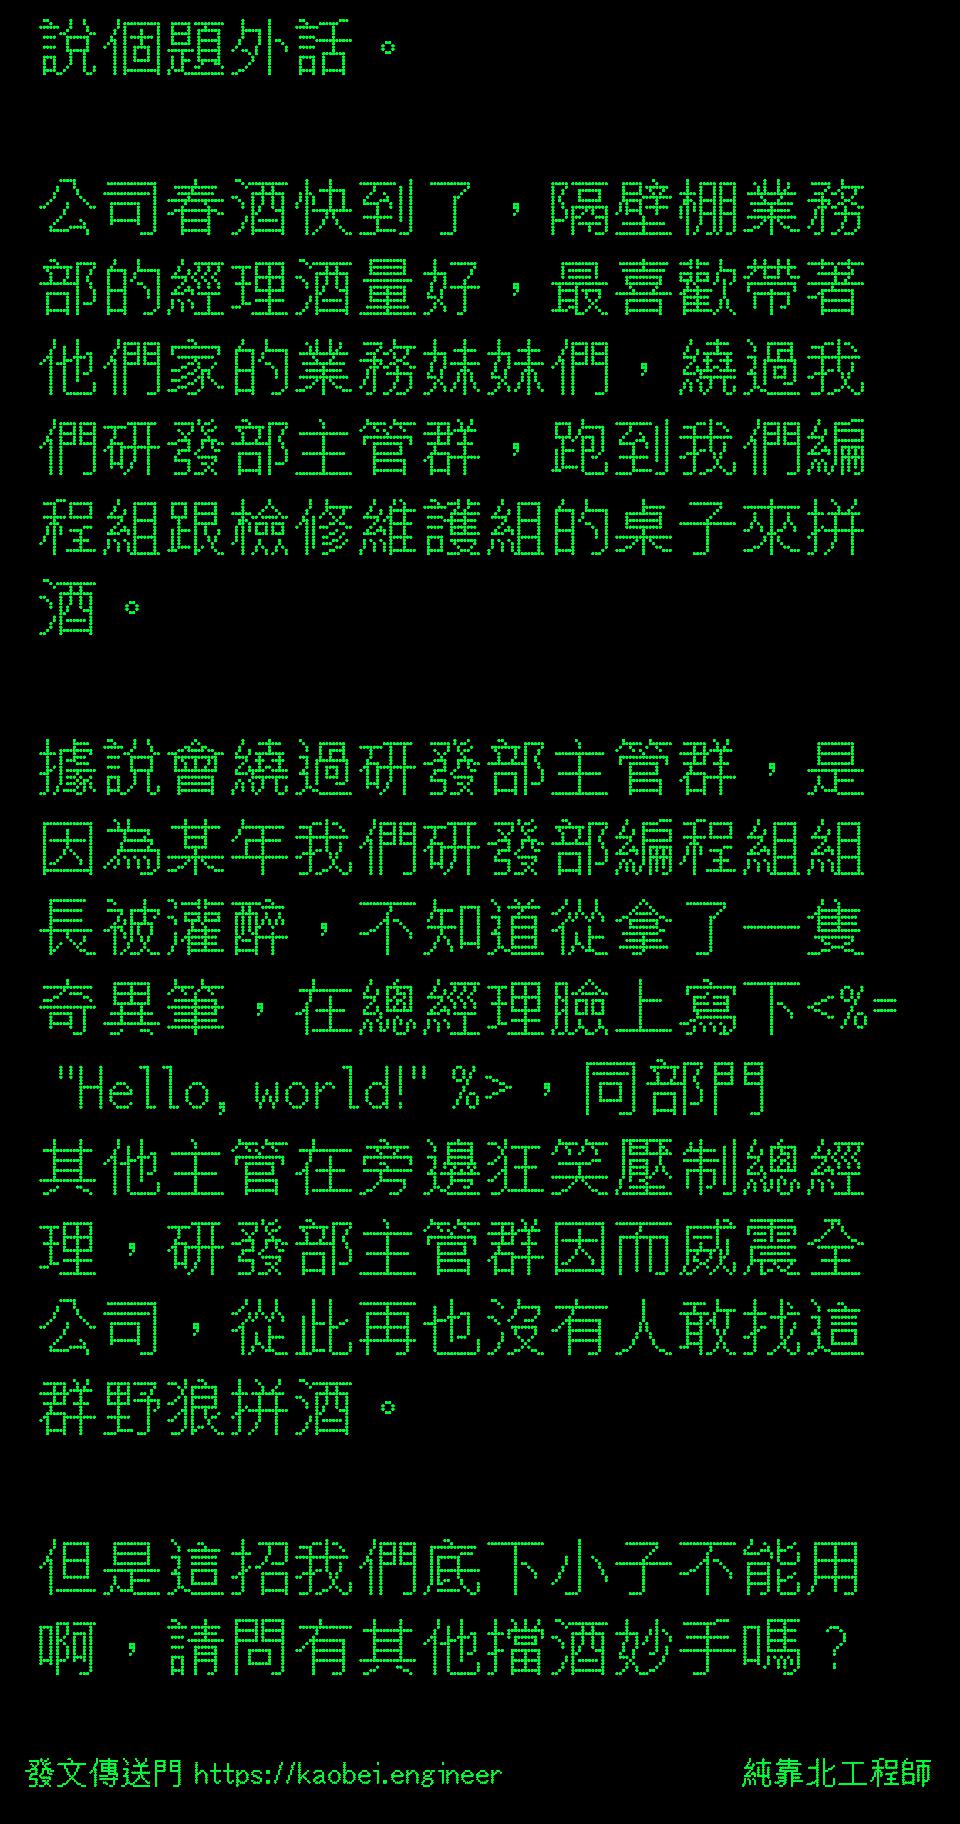 說個題外話。
公司春酒快到了，隔壁棚業務
部的經理酒量好，最喜歡帶著
他們家的業務妹妹們，繞過我
們研發部主管群，跑到我們編
程組跟檢修維護組的桌子來拼
酒。
據說會繞過研發部主管群，是
因為某年我們研發部編程組組
長被灌醉，不知道從拿了一隻
奇異筆，在總經理臉上寫下<%=
"Hello, world!" %>，同部門
其他主管在旁邊狂笑壓制總經
理，研發部主管群因而威震全
公司，從此再也沒有人敢找這
群野狼拼酒。
但是這招我們底下小子不能用
啊，請問有其他擋酒妙手嗎？
發文傳送門 https://kaobei.engineer
純靠北工程師